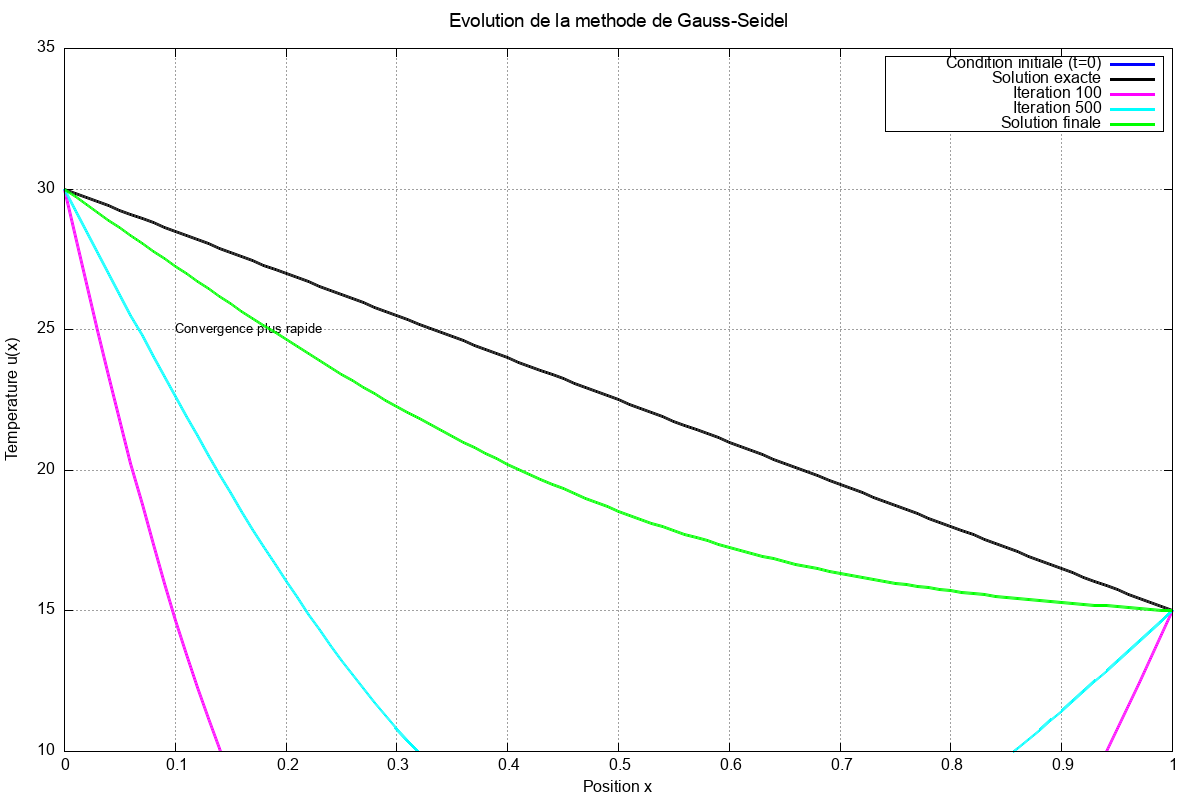 Evolution de la methode de Gauss-Seidel
35
30
25
20
15
10
Temperature u(x)
Condition initiale (t=0)
Solution exacte
Iteration 100
Iteration 500
Solution finale
Convergence plus rapide
0
0.1
0.2
0.3
0.4
0.5
0.6
0.7
0.8
0.9
1
Position x